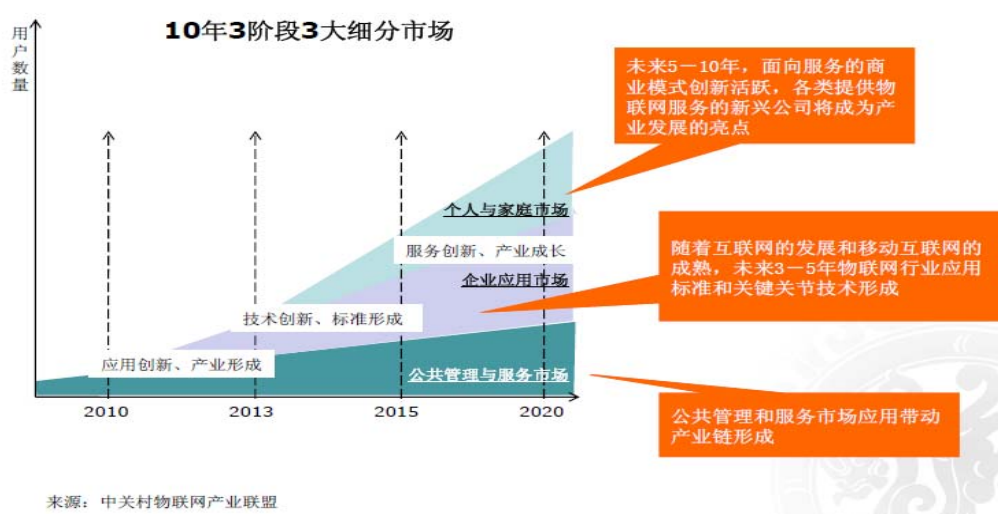 10年3阶段3大细分市场
用户数量
未来5－10年，面向服务的商
业模式创新活跃，各类提供物
联网服务的新兴公司将成为产
业发展的亮点
个人与家庭市场
服务创新、产业成长
企业应用市场
随着互联网的发展和移动互联网的
成熟，未来3－5年物联网行业应用
标准和关键关节技术形成
技术创新、标准形成
应用创新、产业形成
公共管理与服务市场
公共管理和服务市场应用带动
产业链形成
2010
2013
2015
2020
来源：中关村物联网产业联盟